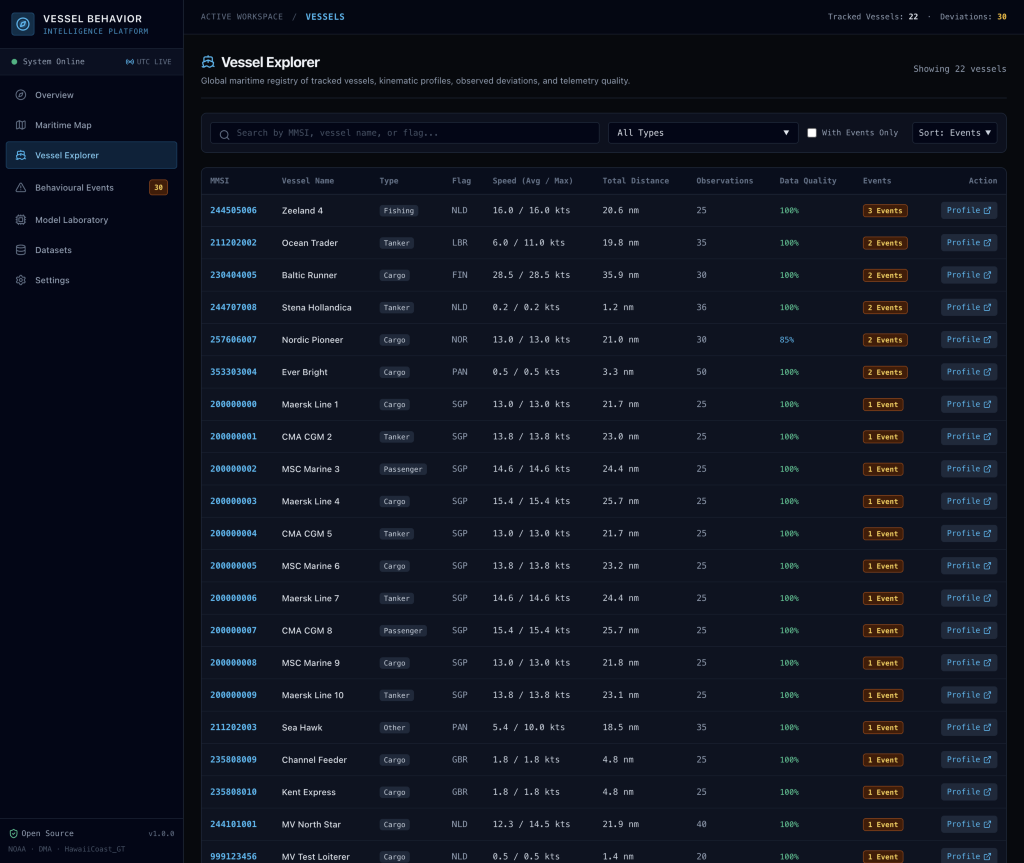 VESSEL BEHAVIOR
INTELLIGENCE PLATFORM
System Online UTC LIVE
Overview
Maritime Map
Vessel Explorer
Behavioural Events 30
Model Laboratory
Datasets
Settings
Open Source v1.0.0
NOAA · DMA · HawaiiCoast_GT
ACTIVE WORKSPACE / VESSELS
Tracked Vessels: 22 · Deviations: 30
Vessel Explorer
Global maritime registry of tracked vessels, kinematic profiles, observed deviations, and telemetry quality.
Showing 22 vessels
Search by MMSI, vessel name, or flag... All Types ▼ With Events Only Sort: Events ▼
MMSI Vessel Name Type Flag Speed (Avg / Max) Total Distance Observations Data Quality Events Action
244505006 Zeeland 4 Fishing NLD 16.0 / 16.0 kts 20.6 nm 25 100% 3 Events Profile
211202002 Ocean Trader Tanker LBR 6.0 / 11.0 kts 19.8 nm 35 100% 2 Events Profile
230404005 Baltic Runner Cargo FIN 28.5 / 28.5 kts 35.9 nm 30 100% 2 Events Profile
244707008 Stena Hollandica Tanker NLD 0.2 / 0.2 kts 1.2 nm 36 100% 2 Events Profile
257606007 Nordic Pioneer Cargo NOR 13.0 / 13.0 kts 21.0 nm 30 85% 2 Events Profile
353303004 Ever Bright Cargo PAN 0.5 / 0.5 kts 3.3 nm 50 100% 2 Events Profile
200000000 Maersk Line 1 Cargo SGP 13.0 / 13.0 kts 21.7 nm 25 100% 1 Event Profile
200000001 CMA CGM 2 Tanker SGP 13.8 / 13.8 kts 23.0 nm 25 100% 1 Event Profile
200000002 MSC Marine 3 Passenger SGP 14.6 / 14.6 kts 24.4 nm 25 100% 1 Event Profile
200000003 Maersk Line 4 Cargo SGP 15.4 / 15.4 kts 25.7 nm 25 100% 1 Event Profile
200000004 CMA CGM 5 Tanker SGP 13.0 / 13.0 kts 21.7 nm 25 100% 1 Event Profile
200000005 MSC Marine 6 Cargo SGP 13.8 / 13.8 kts 23.2 nm 25 100% 1 Event Profile
200000006 Maersk Line 7 Tanker SGP 14.6 / 14.6 kts 24.4 nm 25 100% 1 Event Profile
200000007 CMA CGM 8 Passenger SGP 15.4 / 15.4 kts 25.7 nm 25 100% 1 Event Profile
200000008 MSC Marine 9 Cargo SGP 13.0 / 13.0 kts 21.8 nm 25 100% 1 Event Profile
200000009 Maersk Line 10 Tanker SGP 13.8 / 13.8 kts 23.1 nm 25 100% 1 Event Profile
211202003 Sea Hawk Other PAN 5.4 / 10.0 kts 18.5 nm 35 100% 1 Event Profile
235808009 Channel Feeder Cargo GBR 1.8 / 1.8 kts 4.8 nm 25 100% 1 Event Profile
235808010 Kent Express Cargo GBR 1.8 / 1.8 kts 4.8 nm 25 100% 1 Event Profile
244101001 MV North Star Cargo NLD 12.3 / 14.5 kts 21.9 nm 40 100% 1 Event Profile
999123456 MV Test Loiterer Cargo NLD 0.5 / 0.5 kts 1.4 nm 20 100% 1 Event Profile